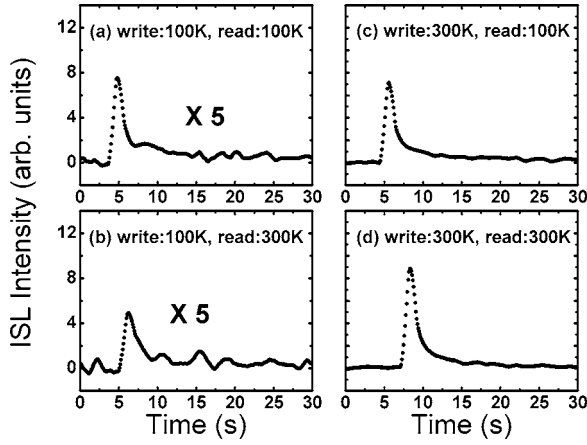 ISL Intensity (arb. units)
(a) write:100K, read:100K
12
8
4
0
X 5
0 5 10 15 20 25 30
(c) write:300K, read:100K
0 5 10 15 20 25 30
(b) write:100K, read:300K
12
8
4
0
X 5
0 5 10 15 20 25 30
Time (s)
(d) write:300K, read:300K
0 5 10 15 20 25 30
Time (s)